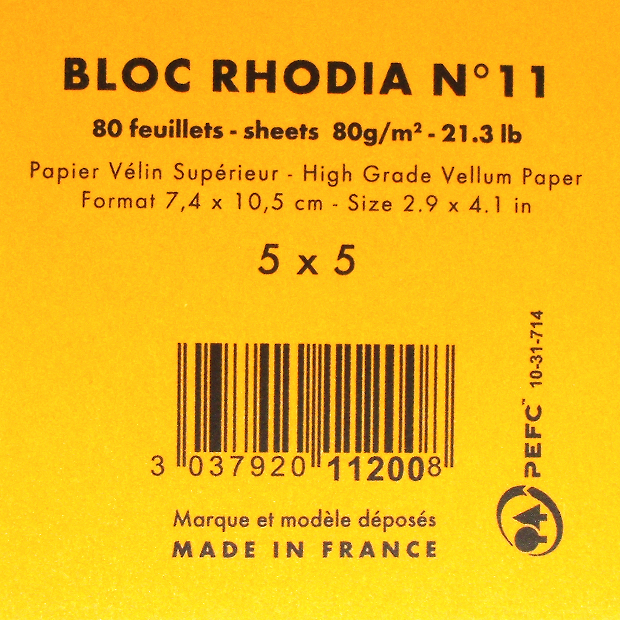 BLOC RHODIA N°11
80 feuillets - sheets 80g/m² - 21.3 lb
Papier Vélin Supérieur - High Grade Vellum Paper
Format 7,4 x 10,5 cm - Size 2.9 x 4.1 in
5 x 5
3 037920 112008
PEFC™ 10-31-714
Marque et modèle déposés
MADE IN FRANCE